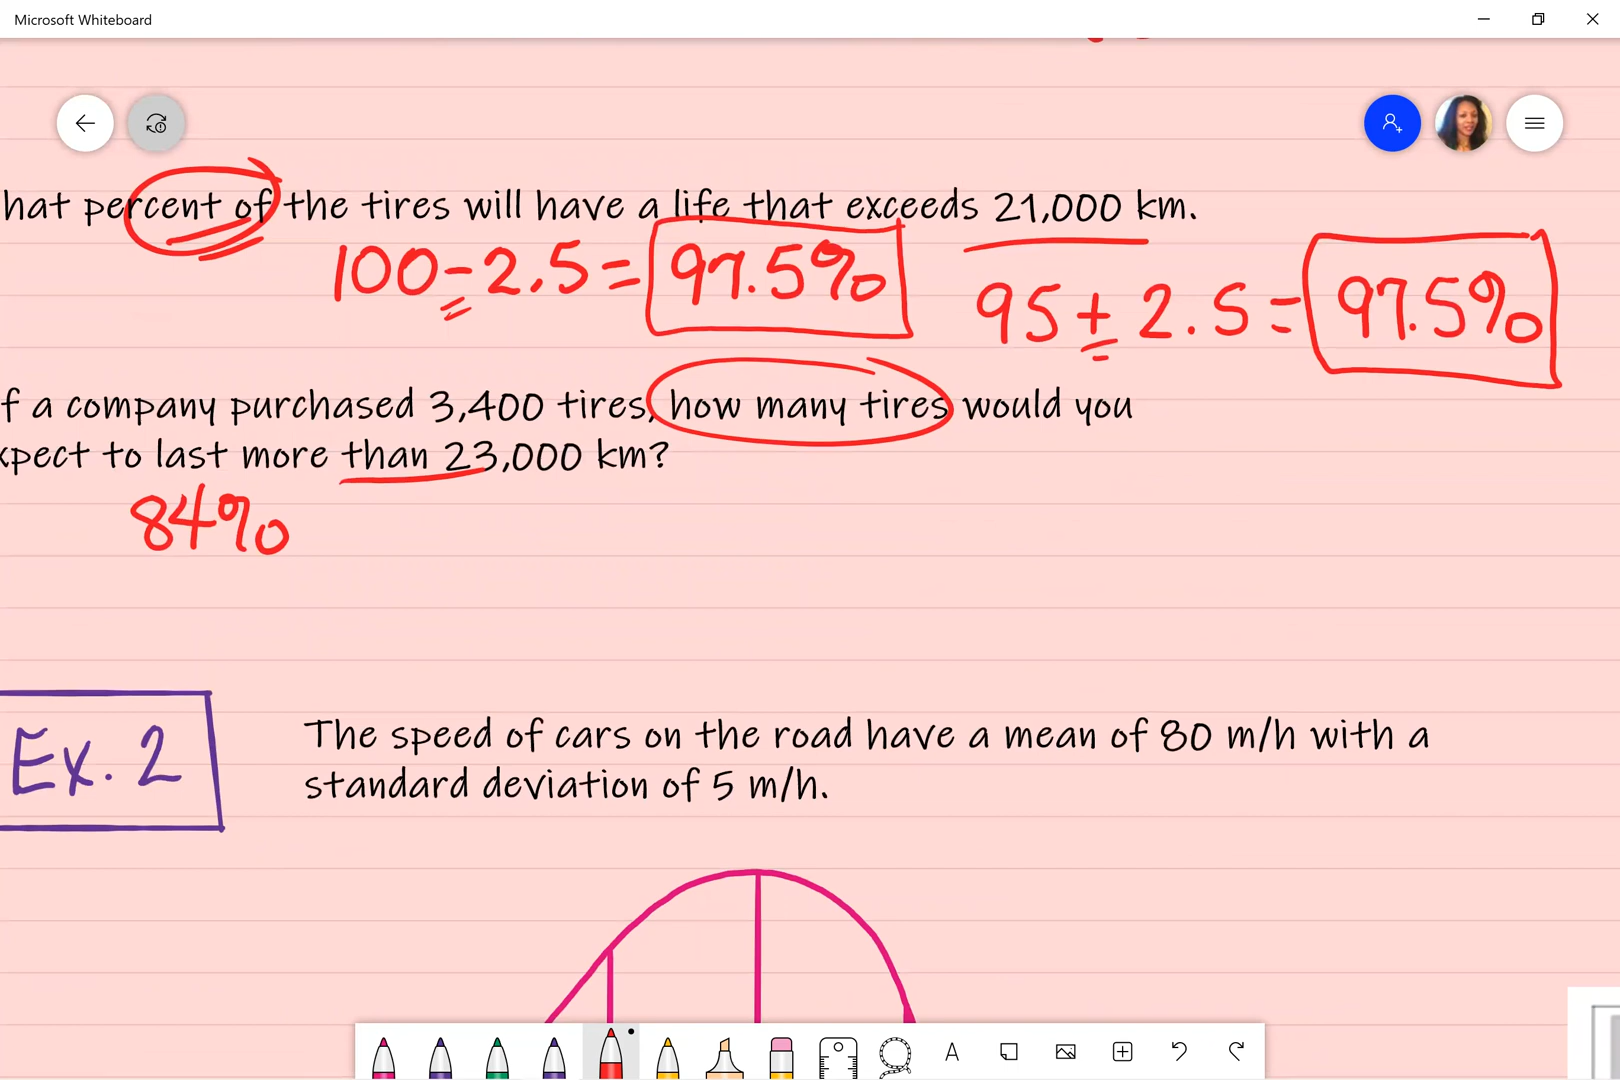 Microsoft Whiteboard
hat percent of the tires will have a life that exceeds 21,000 km.
100-2.5= 97.5%
95+2.5= 97.5%
f a company purchased 3,400 tires, how many tires would you
xpect to last more than 23,000 km?
84%
Ex. 2
The speed of cars on the road have a mean of 80 m/h with a
standard deviation of 5 m/h.
A